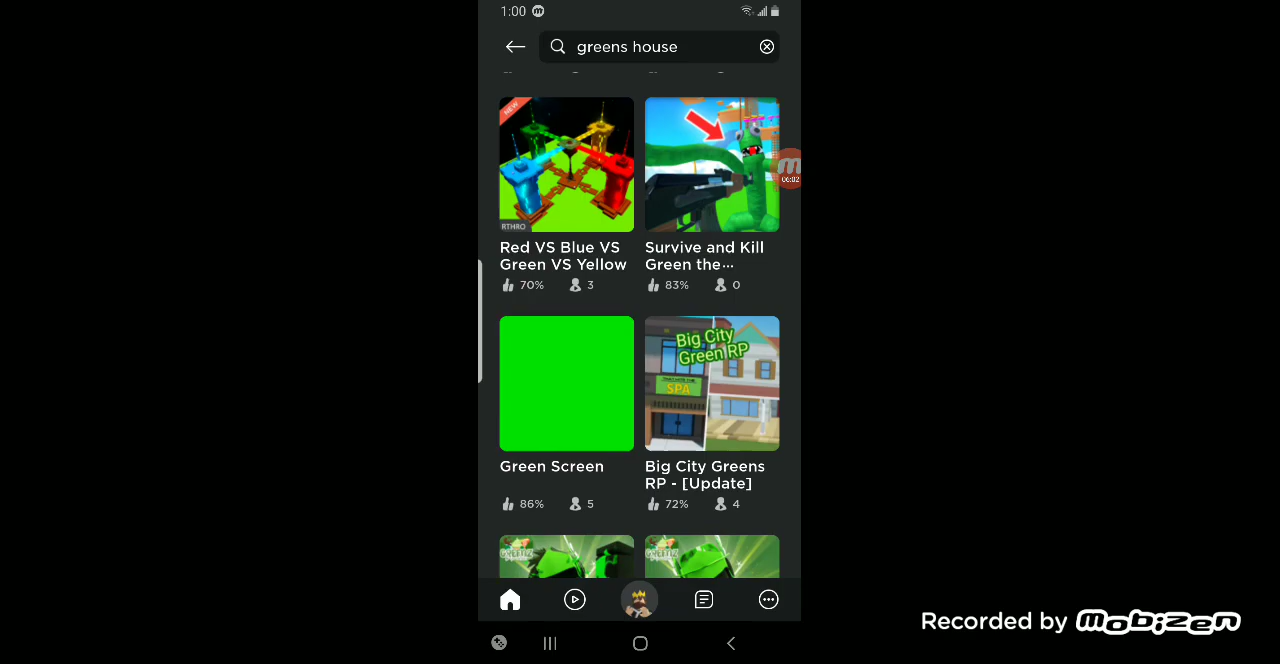 1:00
greens house
NEW
RTHRO
06:02
Red VS Blue VS
Green VS Yellow
Survive and Kill
Green the...
70%
3
83%
0
Big City
Green RP
SPA
Green Screen
Big City Greens
RP - [Update]
86%
5
72%
4
Recorded by mobizen